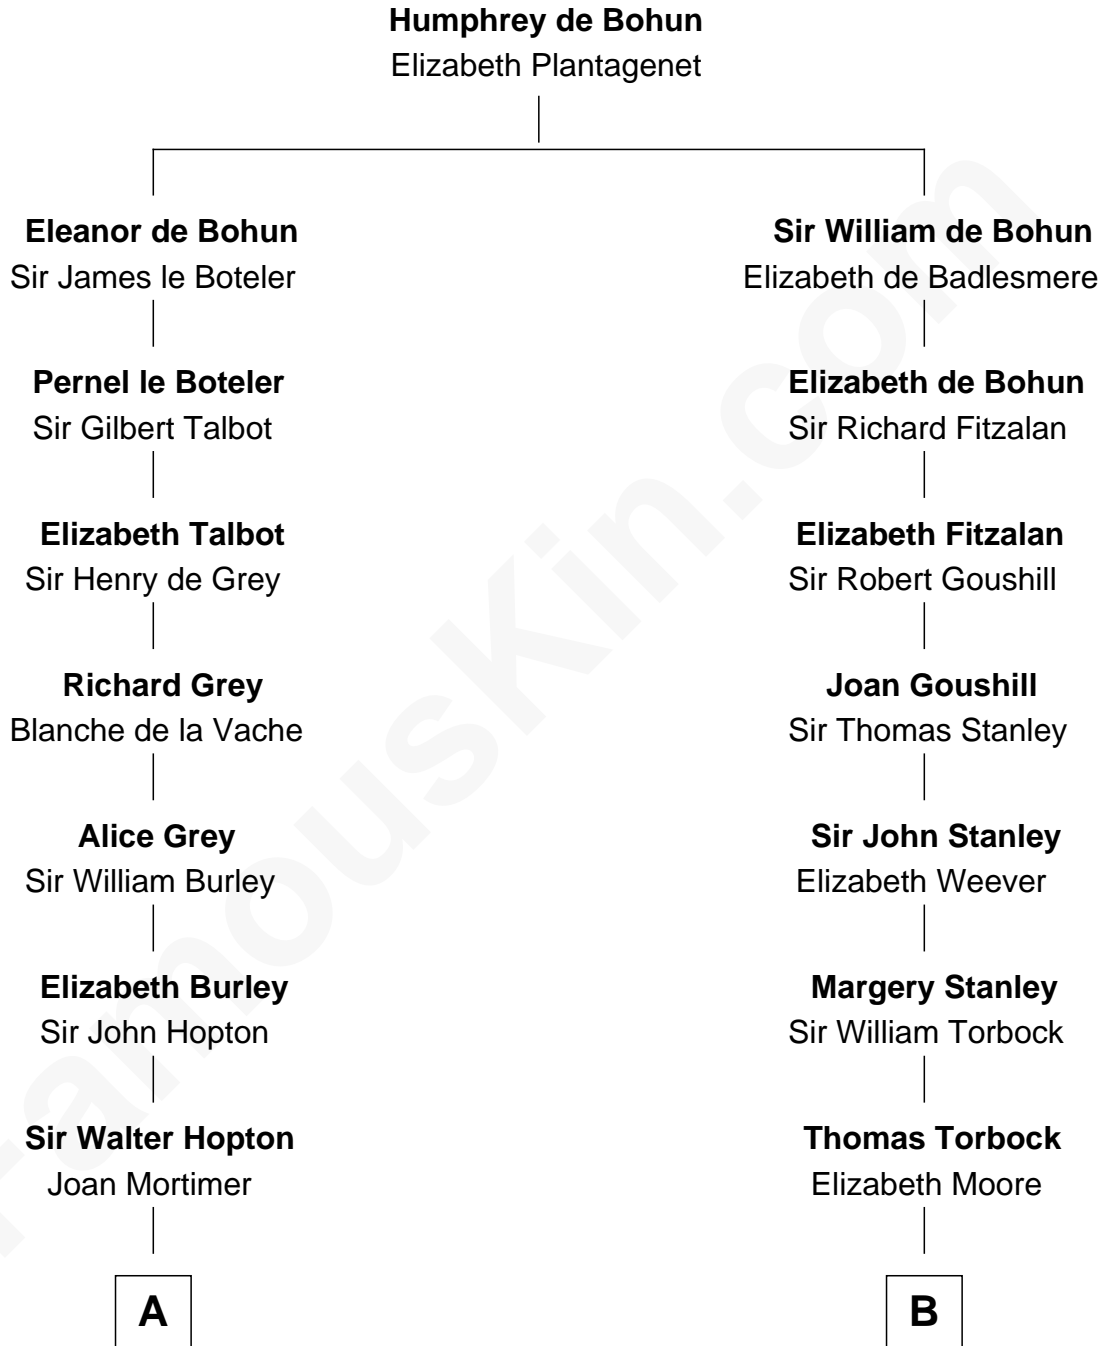 Humphrey de Bohun
Elizabeth Plantagenet
Eleanor de Bohun
Sir James le Boteler
Sir William de Bohun
Elizabeth de Badlesmere
Pernel le Boteler
Sir Gilbert Talbot
Elizabeth de Bohun
Sir Richard Fitzalan
Elizabeth Talbot
Sir Henry de Grey
Elizabeth Fitzalan
Sir Robert Goushill
Richard Grey
Blanche de la Vache
Joan Goushill
Sir Thomas Stanley
Alice Grey
Sir William Burley
Sir John Stanley
Elizabeth Weever
Elizabeth Burley
Sir John Hopton
Margery Stanley
Sir William Torbock
Sir Walter Hopton
Joan Mortimer
Thomas Torbock
Elizabeth Moore
A
B
FamousKin.com